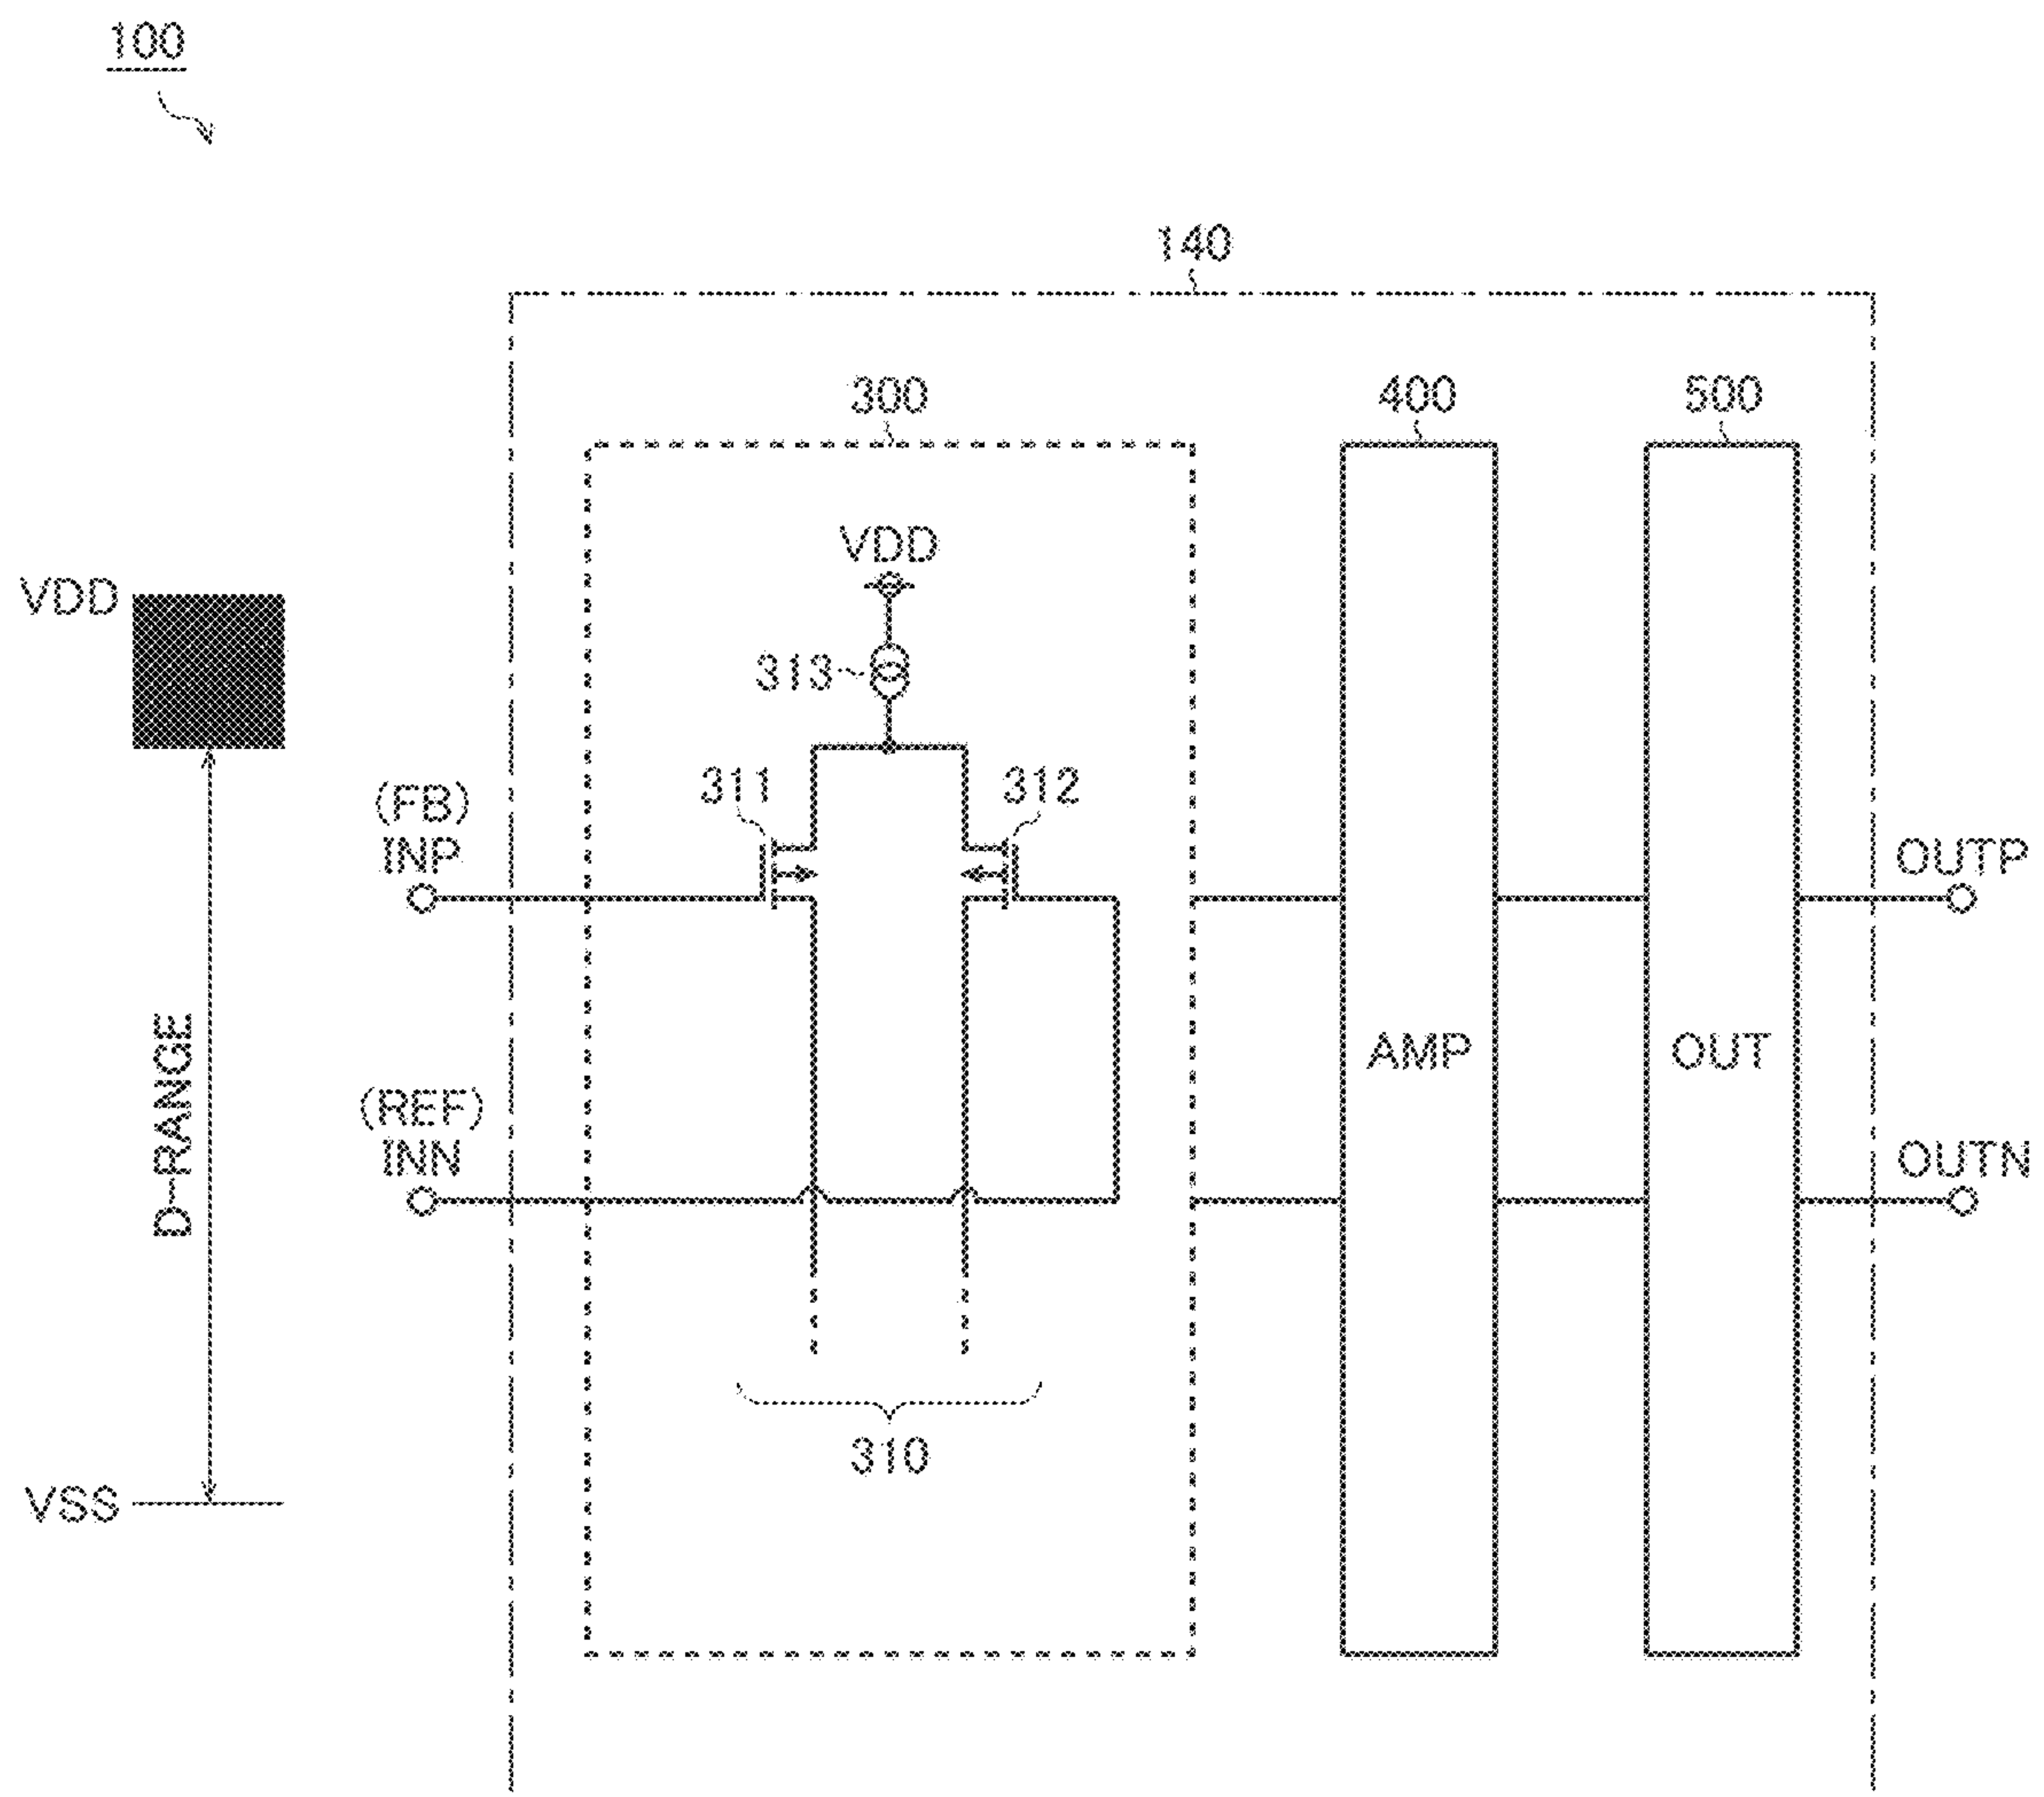 100
140
300
400
500
VDD
VDD
313
311
312
(FB)
INP
OUTP
D-RANGE
AMP
OUT
(REF)
INN
OUTN
310
VSS